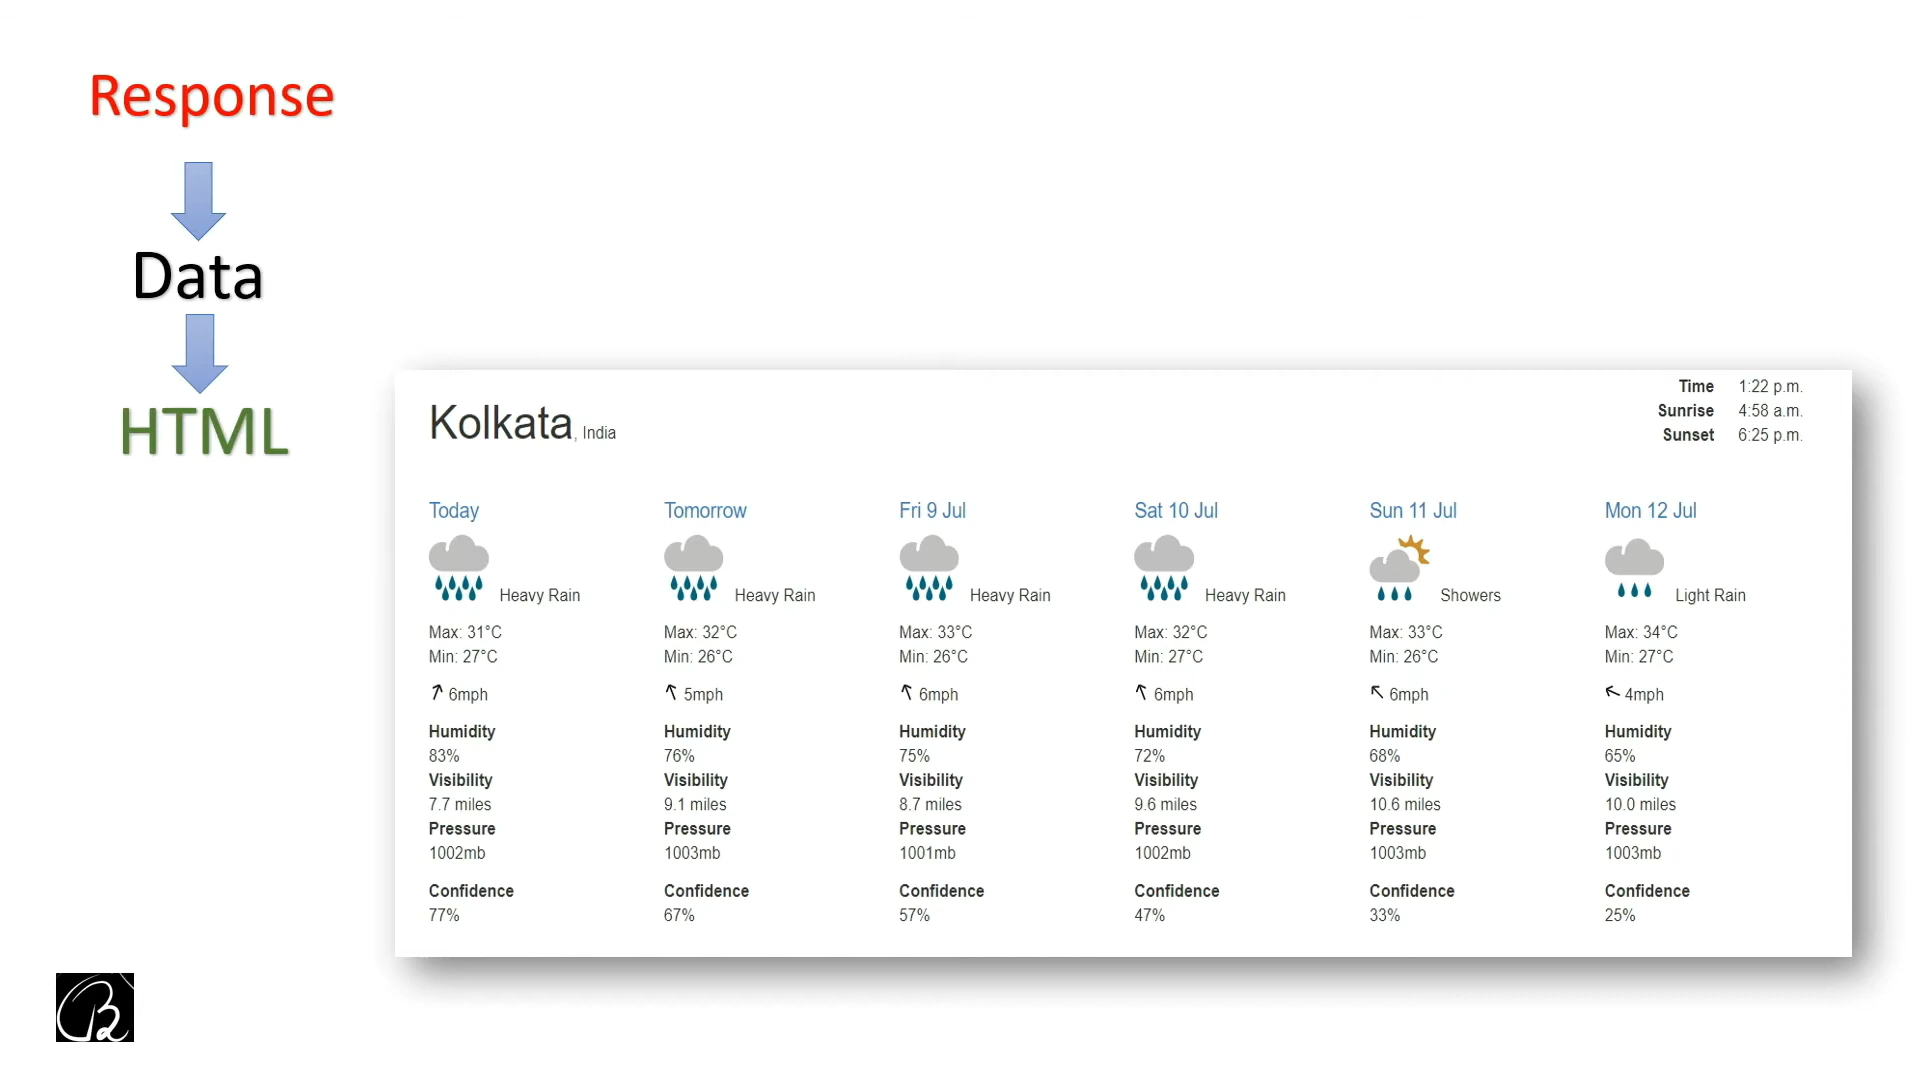 Response
Data
HTML
Kolkata, India
Time 1:22 p.m.
Sunrise 4:58 a.m.
Sunset 6:25 p.m.
Today
Heavy Rain
Max: 31°C
Min: 27°C
6mph
Humidity
83%
Visibility
7.7 miles
Pressure
1002mb
Confidence
77%
Tomorrow
Heavy Rain
Max: 32°C
Min: 26°C
5mph
Humidity
76%
Visibility
9.1 miles
Pressure
1003mb
Confidence
67%
Fri 9 Jul
Heavy Rain
Max: 33°C
Min: 26°C
6mph
Humidity
75%
Visibility
8.7 miles
Pressure
1001mb
Confidence
57%
Sat 10 Jul
Heavy Rain
Max: 32°C
Min: 27°C
6mph
Humidity
72%
Visibility
9.6 miles
Pressure
1002mb
Confidence
47%
Sun 11 Jul
Showers
Max: 33°C
Min: 26°C
6mph
Humidity
68%
Visibility
10.6 miles
Pressure
1003mb
Confidence
33%
Mon 12 Jul
Light Rain
Max: 34°C
Min: 27°C
4mph
Humidity
65%
Visibility
10.0 miles
Pressure
1003mb
Confidence
25%